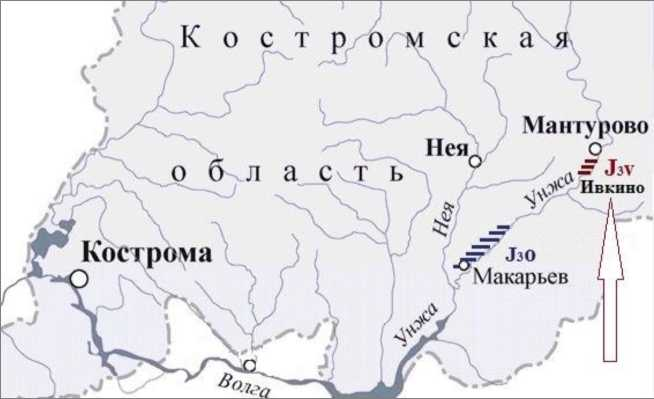 Костромская
область
Мантурово
Нея
J3v
Ивкино
Унжа
Нея
Кострома
J3o
Макарьев
Унжа
Волга